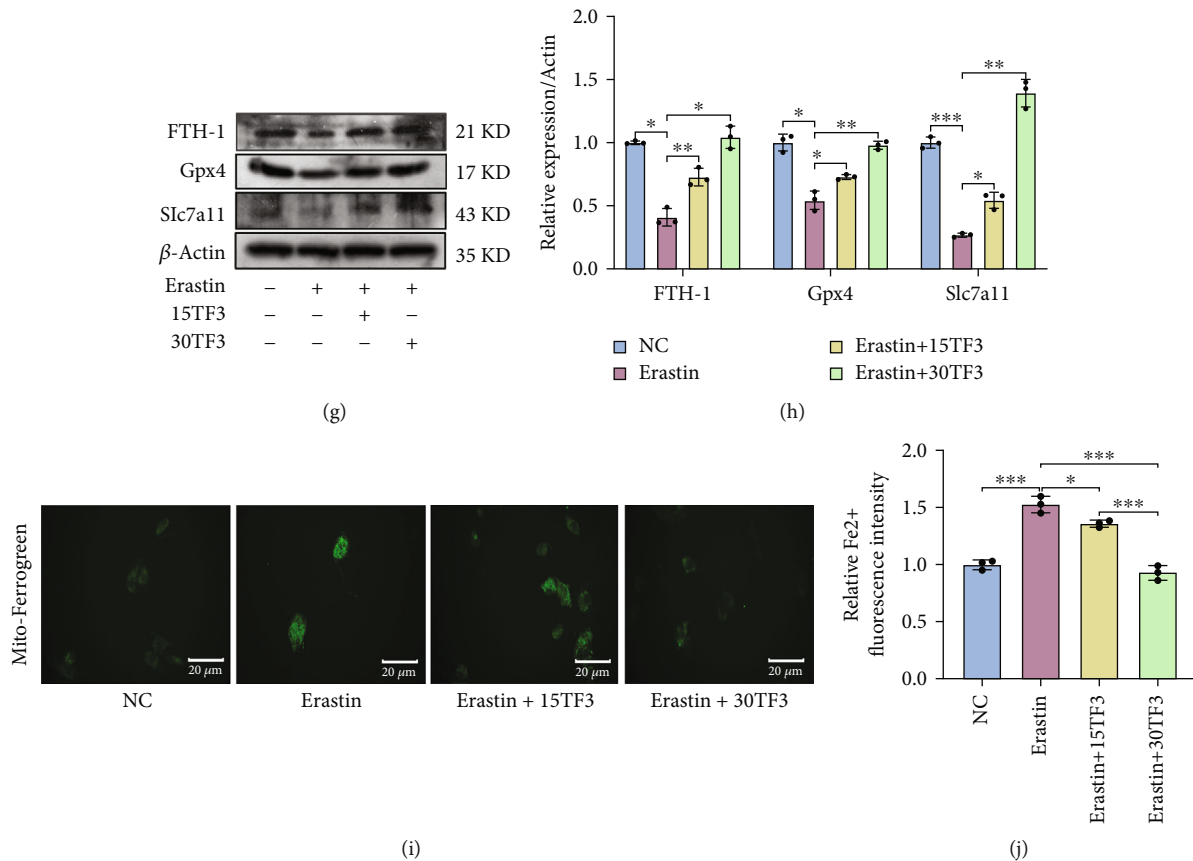 FTH-1 21 KD
Gpx4 17 KD
Slc7a11 43 KD
β-Actin 35 KD
Erastin − + + +
15TF3 − − + −
30TF3 − − − +
(g)
Relative expression/Actin
1.5
1.0
0.5
0.0
* ** *
* * **
*** * **
FTH-1 Gpx4 Slc7a11
NC Erastin+15TF3
Erastin Erastin+30TF3
(h)
Mito-Ferrogreen
20 μm 20 μm 20 μm 20 μm
NC Erastin Erastin + 15TF3 Erastin + 30TF3
(i)
Relative Fe2+
fluorescence intensity
2.0
1.5
1.0
0.5
0.0
***
*** *
***
NC
Erastin
Erastin+15TF3
Erastin+30TF3
(j)